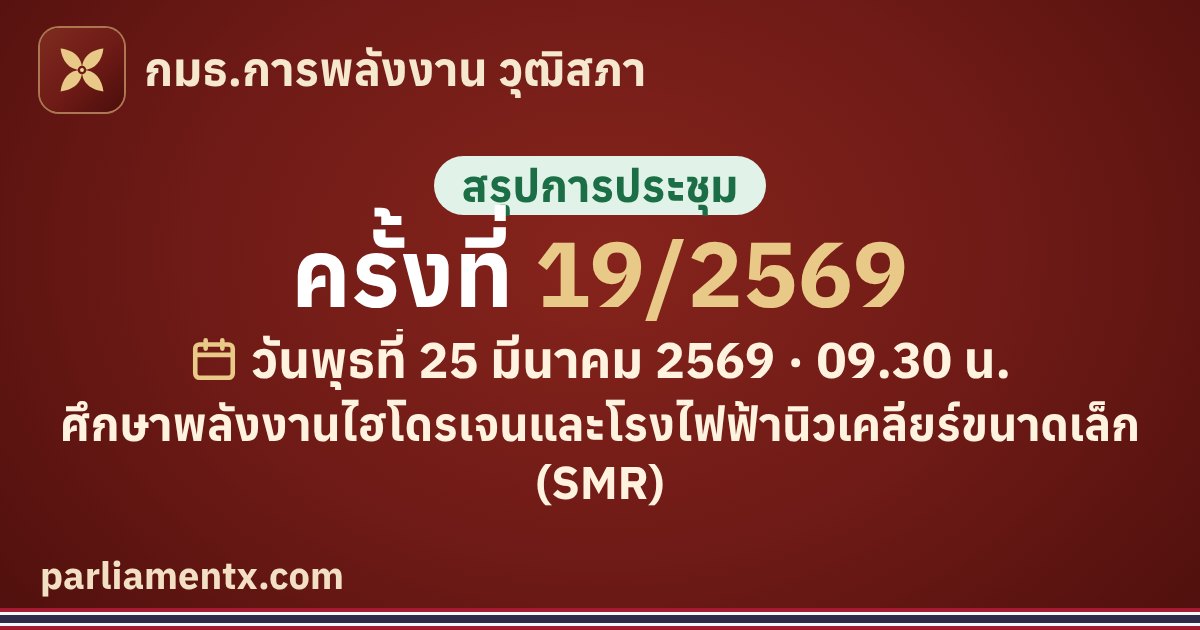 กมธ.การพลังงาน วุฒิสภา
สรุปการประชุม
ครั้งที่ 19/2569
วันพุธที่ 25 มีนาคม 2569 · 09.30 น.
ศึกษาพลังงานไฮโดรเจนและโรงไฟฟ้านิวเคลียร์ขนาดเล็ก
(SMR)
parliamentx.com